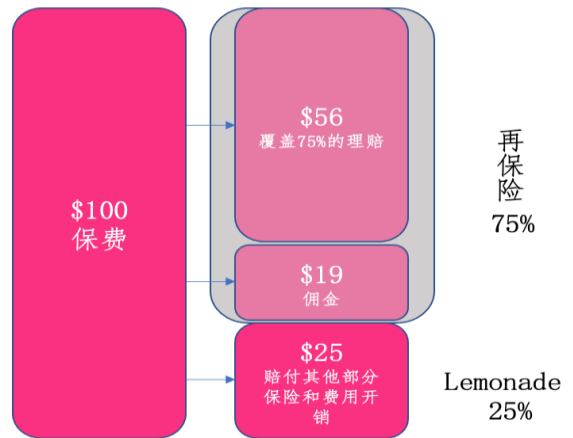 $100
保费
$56
覆盖75%的理赔
$19
佣金
$25
赔付其他部分
保险和费用开
销
再
保
险
75%
Lemonade
25%